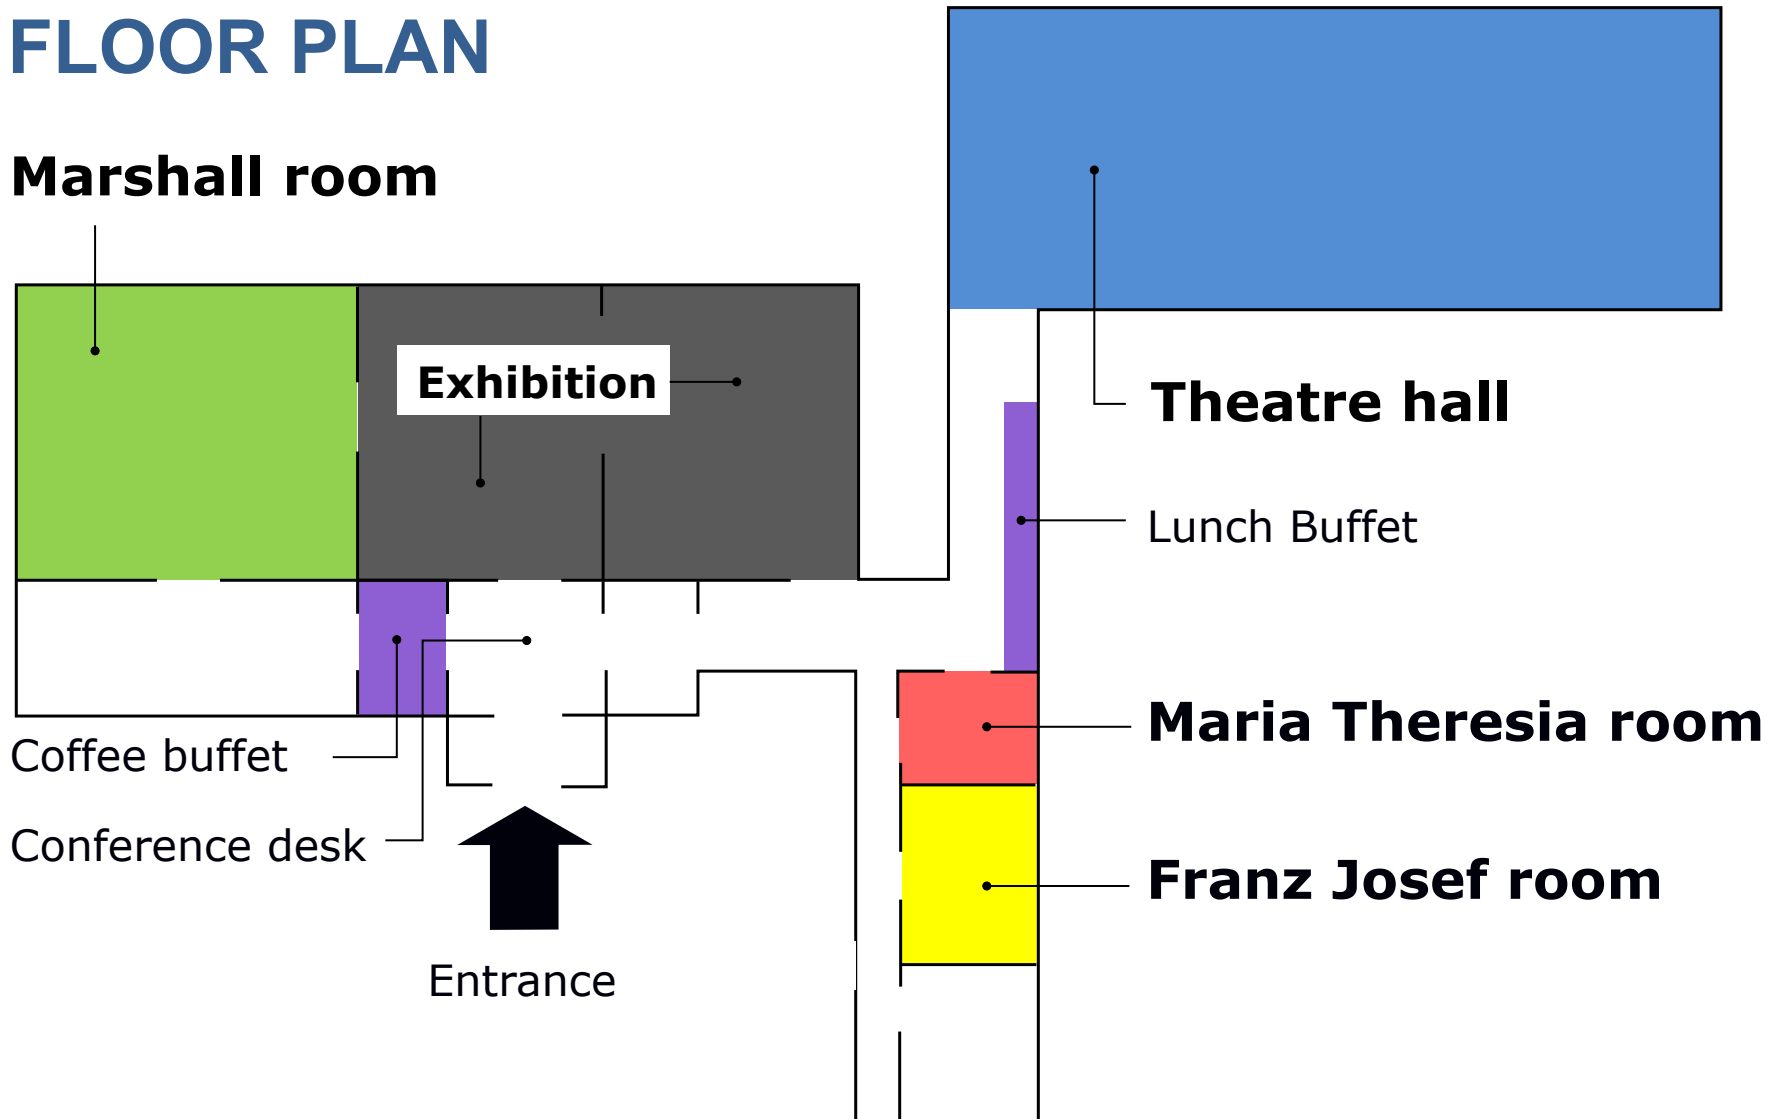 FLOOR PLAN
Marshall room
Exhibition
Theatre hall
Lunch Buffet
Maria Theresia room
Coffee buffet
Conference desk
Franz Josef room
Entrance